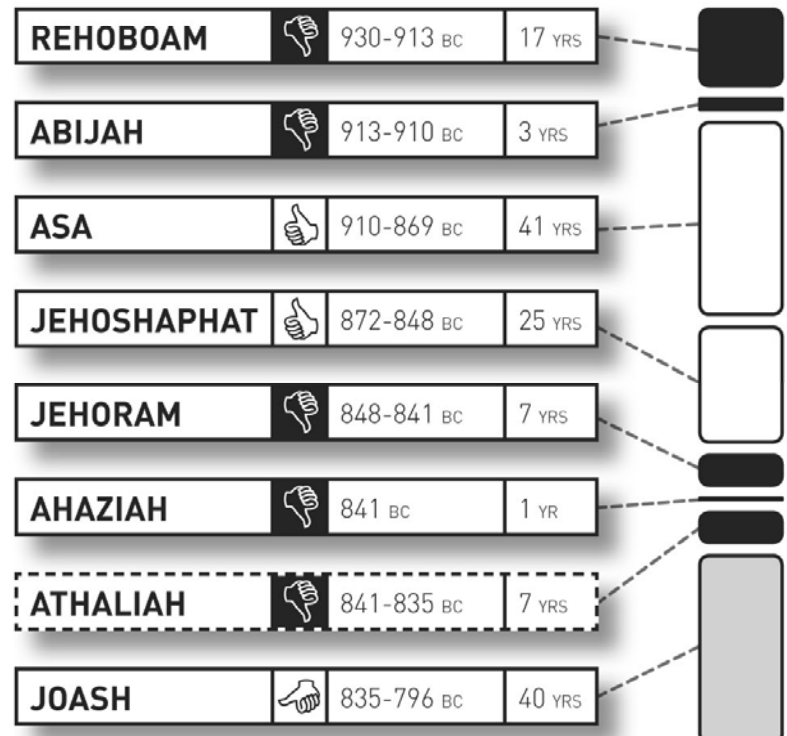 REHOBOAM 930-913 BC 17 YRS
ABIJAH 913-910 BC 3 YRS
ASA 910-869 BC 41 YRS
JEHOSHAPHAT 872-848 BC 25 YRS
JEHORAM 848-841 BC 7 YRS
AHAZIAH 841 BC 1 YR
ATHALIAH 841-835 BC 7 YRS
JOASH 835-796 BC 40 YRS